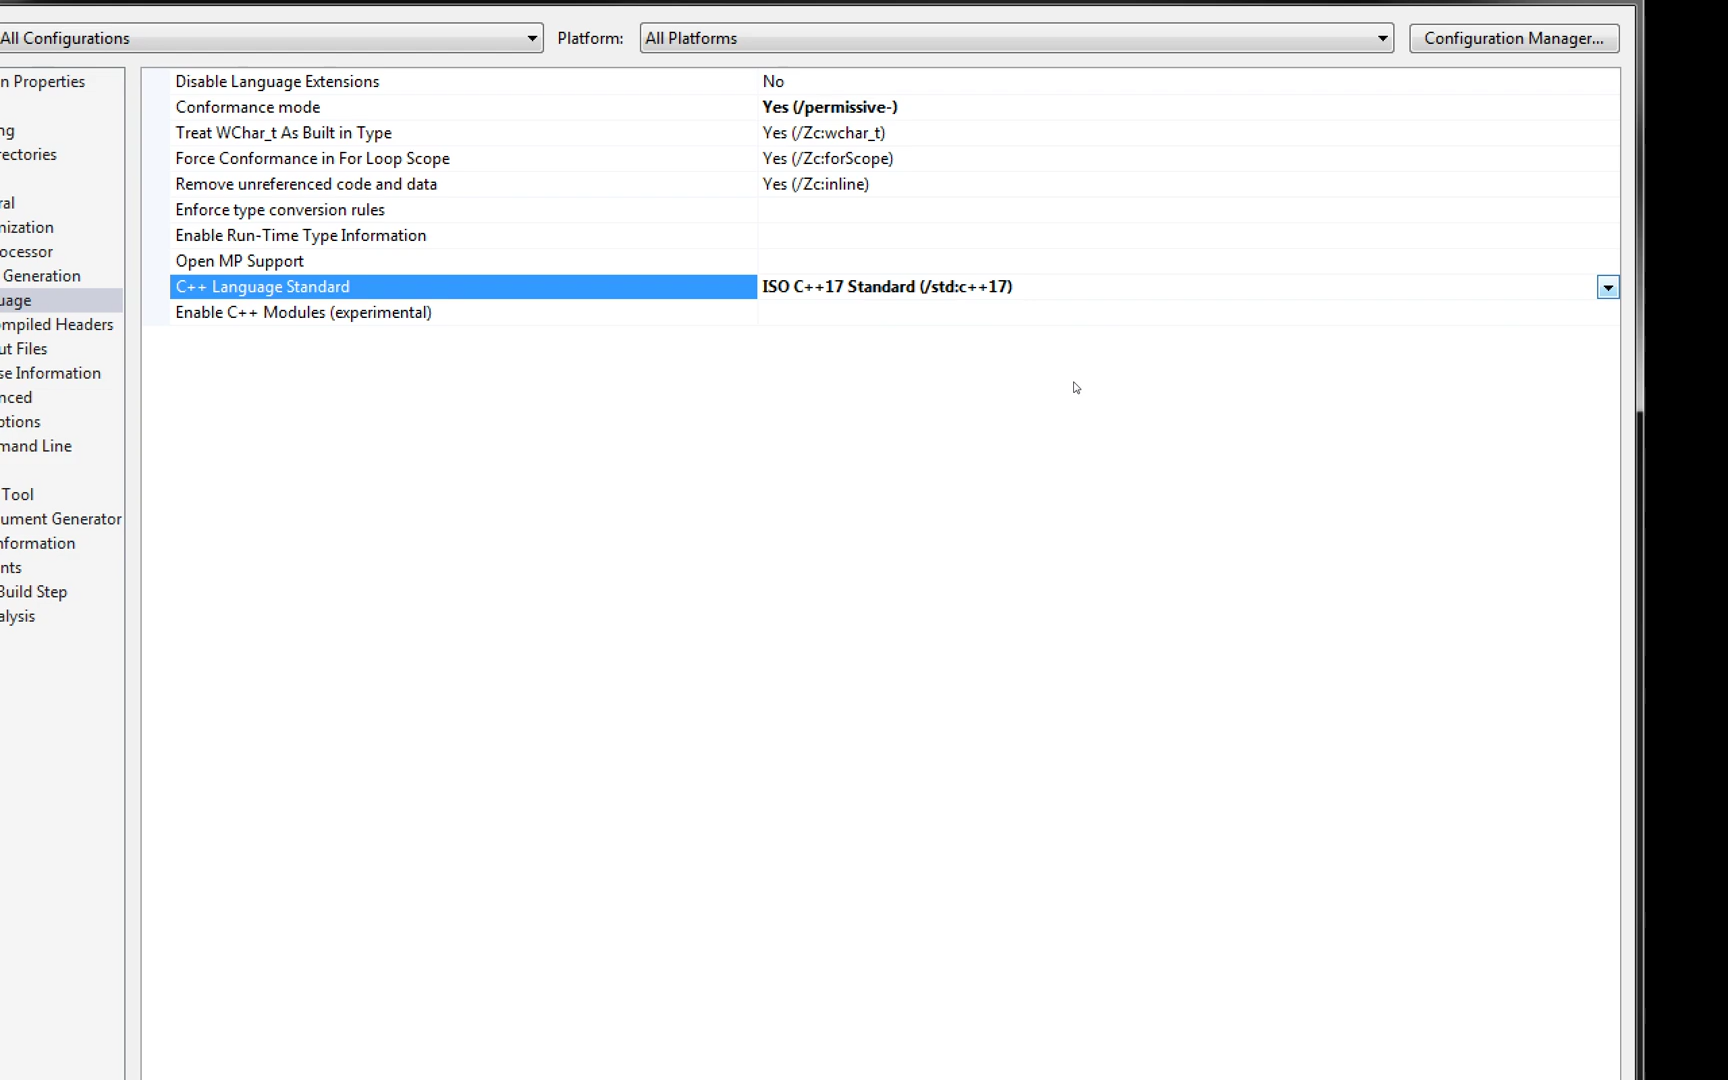 All Configurations
Platform:
All Platforms
Configuration Manager...
n Properties
ng
rectories
ral
nization
ocessor
Generation
uage
mpiled Headers
ut Files
se Information
nced
ptions
mand Line
Tool
ument Generator
nformation
nts
Build Step
alysis
Disable Language Extensions No
Conformance mode Yes (/permissive-)
Treat WChar_t As Built in Type Yes (/Zc:wchar_t)
Force Conformance in For Loop Scope Yes (/Zc:forScope)
Remove unreferenced code and data Yes (/Zc:inline)
Enforce type conversion rules
Enable Run-Time Type Information
Open MP Support
C++ Language Standard ISO C++17 Standard (/std:c++17)
Enable C++ Modules (experimental)